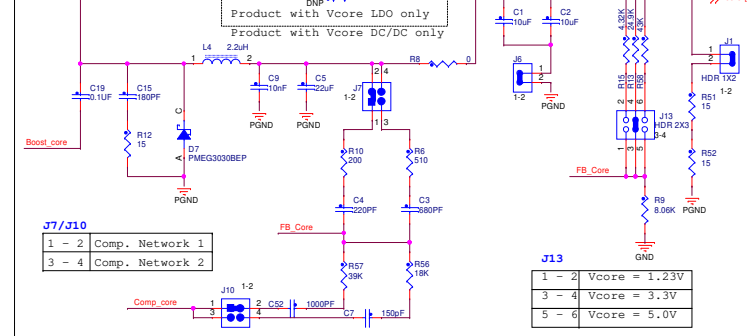 DNP
Product with Vcore LDO only
Product with Vcore DC/DC only
C1
10uF
C2
10uF
4.32K
24.9K
43K
R15
R13
R58
J1
1
2
HDR 1X2
1-2
L4
2.2uH
1
2
R8
0
C19
0.1UF
C15
180PF
C9
10nF
C5
22uF
J7
2
4
1-2
1
3
J6
1
2
1-2
PGND
R51
15
PGND
PGND
C
D7
PMEG3030BEP
A
R12
15
Boost_core
PGND
J13
HDR 2X3
3-4
2
4
6
1
3
5
R52
15
PGND
R10
200
R6
510
FB_Core
R9
8.06K
GND
C4
220PF
C3
680PF
FB_Core
J7/J10
1 - 2 Comp. Network 1
3 - 4 Comp. Network 2
R57
39K
R56
18K
J13
1 - 2 Vcore = 1.23V
3 - 4 Vcore = 3.3V
5 - 6 Vcore = 5.0V
Comp_core
J10
1-2
1
2
3
4
C52
1000PF
C7
150pF